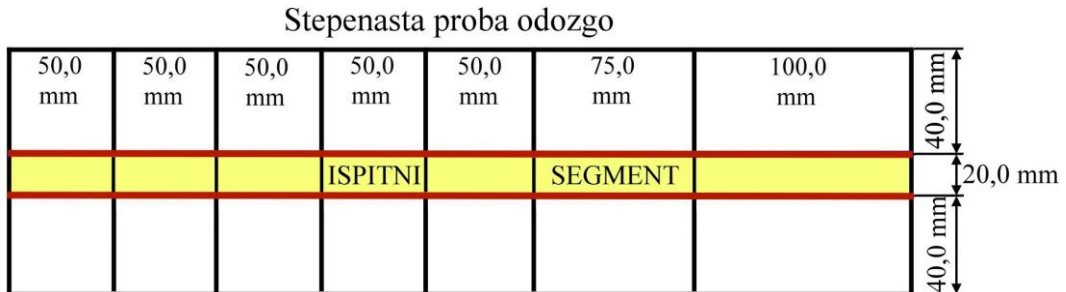 Stepenasta proba odozgo
50,0 50,0 50,0 50,0 50,0 75,0 100,0
mm mm mm mm mm mm mm
40,0 mm
ISPITNI SEGMENT
20,0 mm
40,0 mm